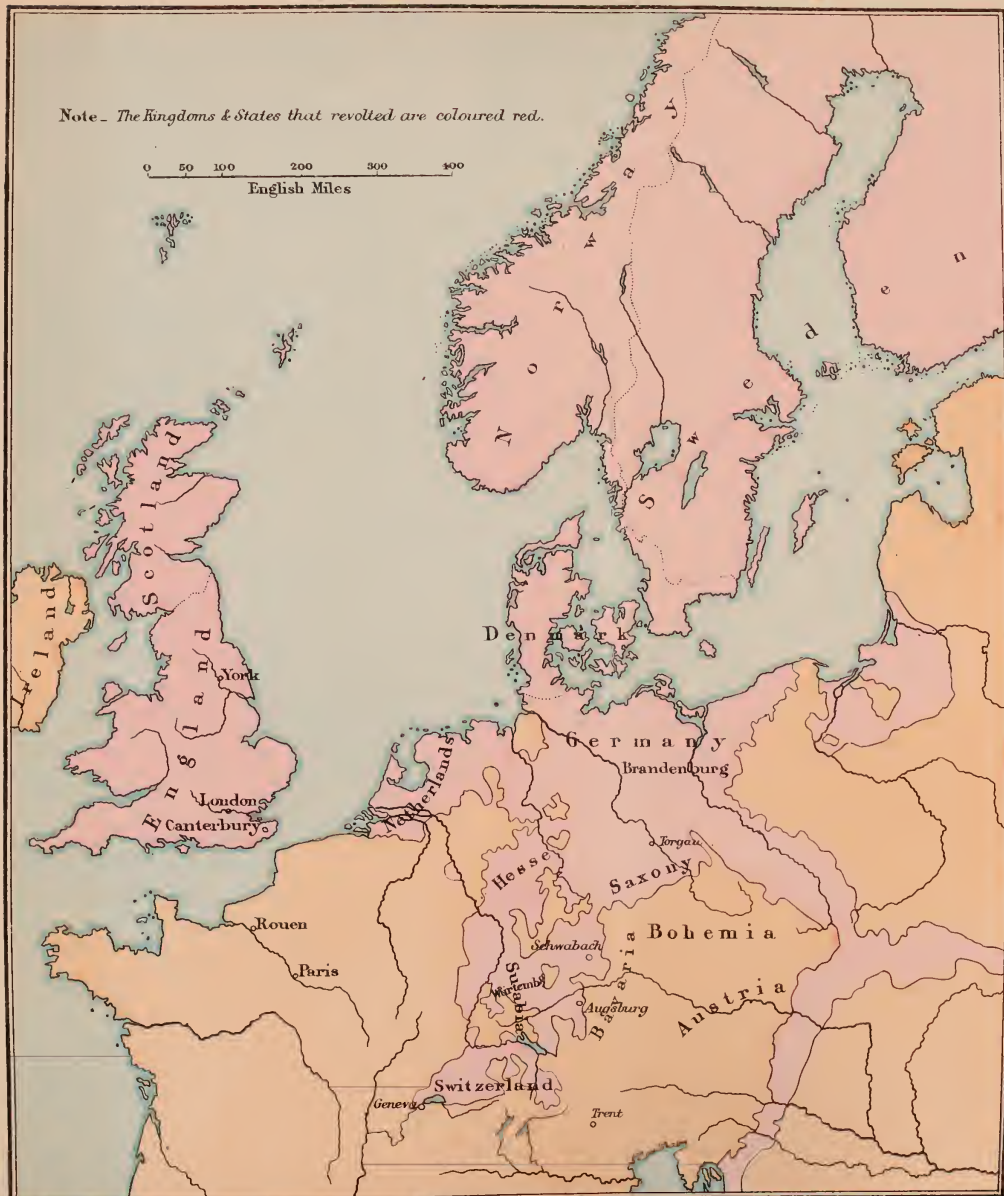 Note _ The Kingdoms & States that revolted are coloured red.
0 50 100 200 300 400
English Miles
Norway
Sweden
Scotland
Ireland
England
York
London
Canterbury
Denmark
Germany
Brandenburg
Netherlands
Torgau
Hesse
Saxony
Rouen
Paris
Schwabach
Bohemia
Suabia
Wurtembg
Augsburg
Bavaria
Austria
Switzerland
Geneva
Trent